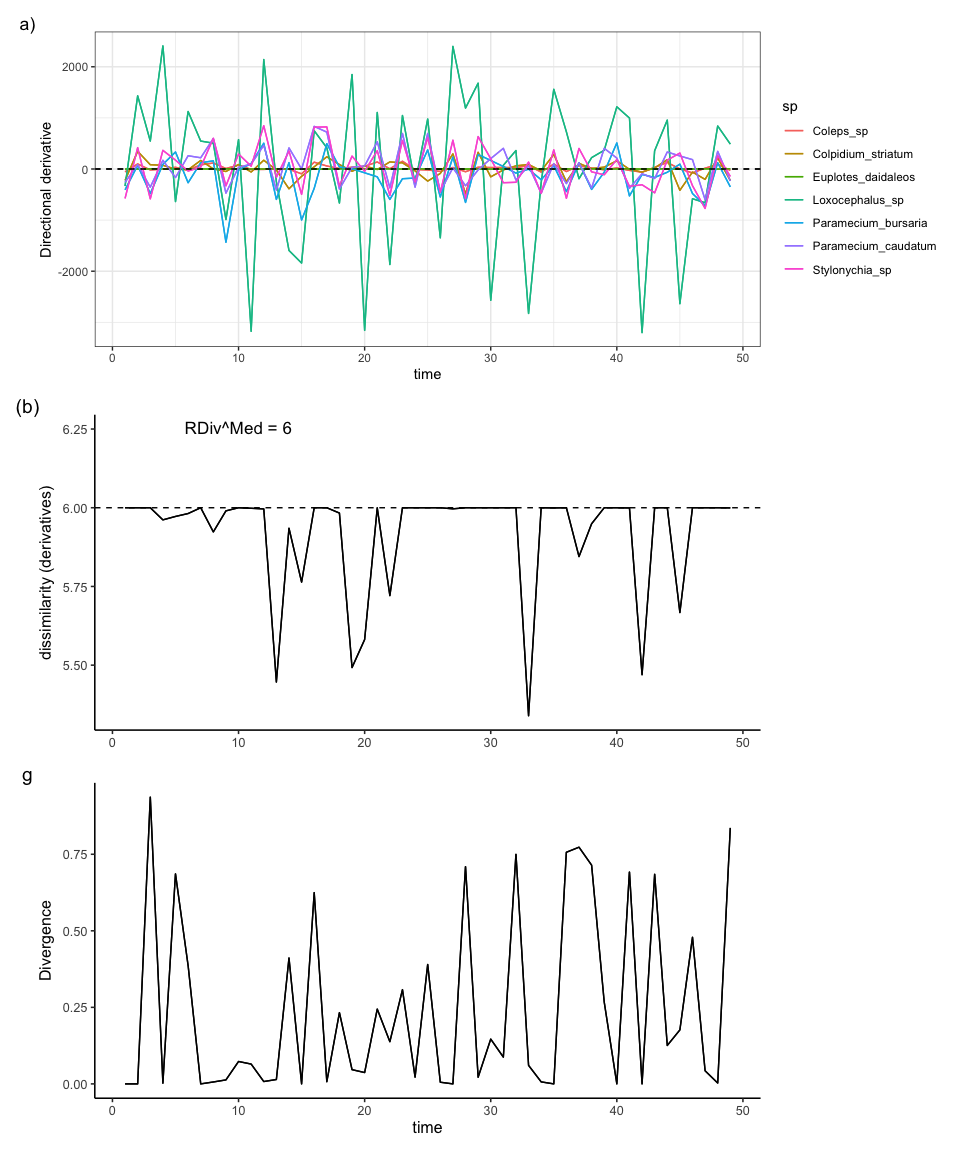 a)
2000
0
-2000
Directional derivative
0 10 20 30 40 50
time
sp
Coleps_sp
Colpidium_striatum
Euplotes_daidaleos
Loxocephalus_sp
Paramecium_bursaria
Paramecium_caudatum
Stylonychia_sp
(b)
RDiv^Med = 6
6.25
6.00
5.75
5.50
dissimilarity (derivatives)
0 10 20 30 40 50
g
0.75
0.50
0.25
0.00
Divergence
0 10 20 30 40 50
time